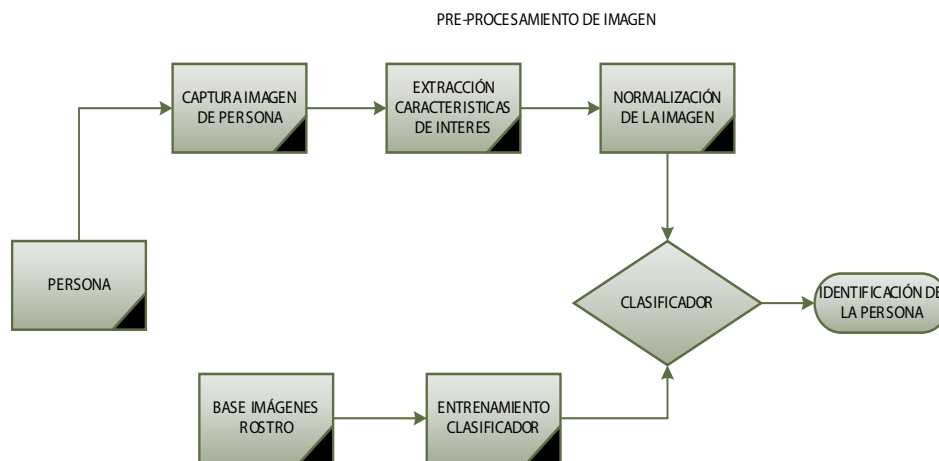 PRE-PROCESAMIENTO DE IMAGEN
CAPTURA IMAGEN
DE PERSONA
EXTRACCIÓN
CARACTERISTICAS
DE INTERES
NORMALIZACIÓN
DE LA IMAGEN
PERSONA
CLASIFICADOR
IDENTIFICACIÓN DE
LA PERSONA
BASE IMÁGENES
ROSTRO
ENTRENAMIENTO
CLASIFICADOR